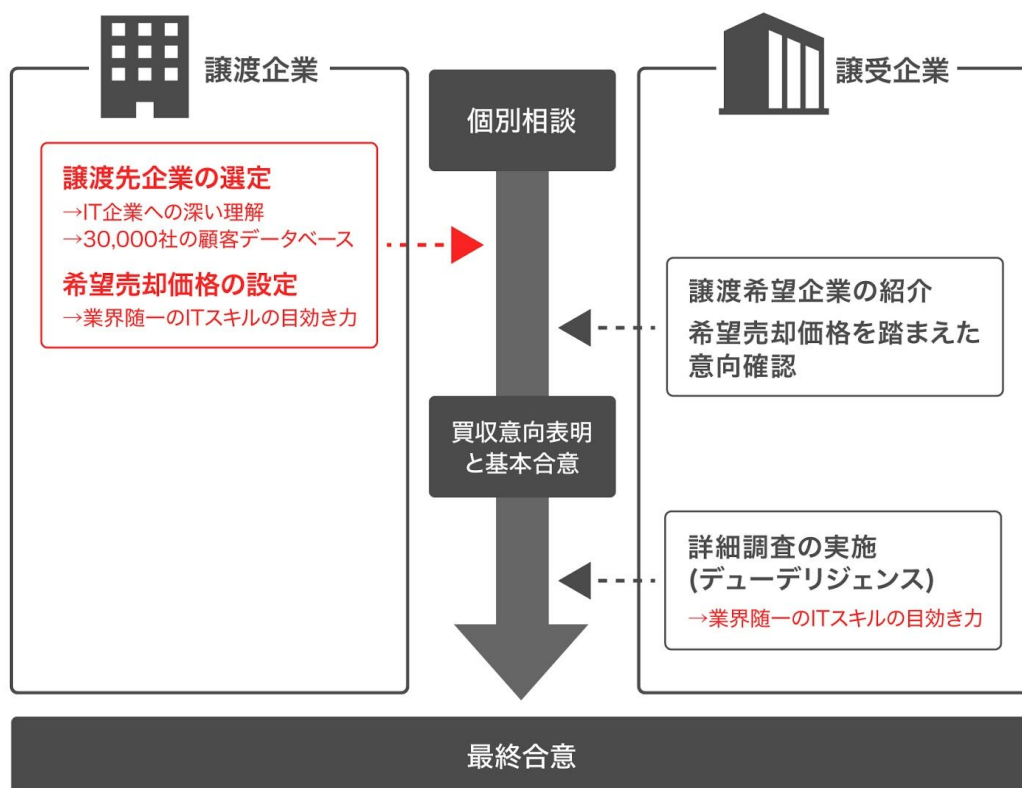 譲渡企業
譲渡先企業の選定
→IT企業への深い理解
→30,000社の顧客データベース
希望売却価格の設定
→業界随一のITスキルの目効き力
個別相談
買収意向表明
と基本合意
譲受企業
譲渡希望企業の紹介
希望売却価格を踏まえた
意向確認
詳細調査の実施
(デューデリジェンス)
→業界随一のITスキルの目効き力
最終合意